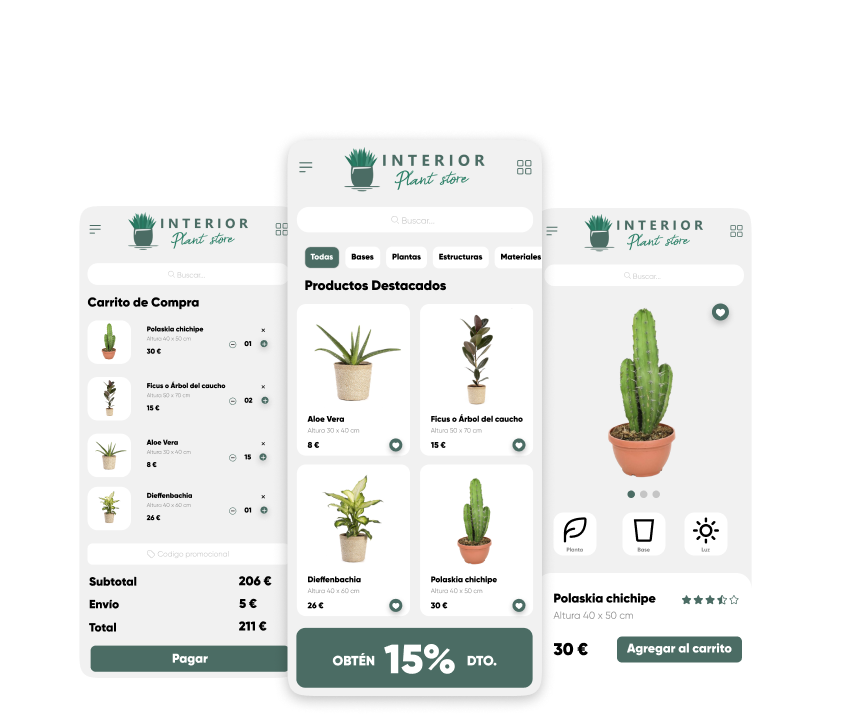 INTERIOR
Plant store
Buscar...
Carrito de Compra
Polaskia chichipe
Altura 40 x 50 cm
30 €
01
Ficus o Árbol del caucho
Altura 50 x 70 cm
15 €
02
Aloe Vera
Altura 30 x 40 cm
8 €
15
Dieffenbachia
Altura 40 x 60 cm
26 €
01
Codigo promocional
Subtotal 206 €
Envío 5 €
Total 211 €
Pagar
INTERIOR
Plant store
Buscar...
Todas Bases Plantas Estructuras Materiales
Productos Destacados
Aloe Vera
Altura 30 x 40 cm
8 €
Ficus o Árbol del caucho
Altura 50 x 70 cm
15 €
Dieffenbachia
Altura 40 x 60 cm
26 €
Polaskia chichipe
Altura 40 x 50 cm
30 €
OBTÉN 15% DTO.
INTERIOR
Plant store
Buscar...
Planta Base Luz
Polaskia chichipe
Altura 40 x 50 cm
30 € Agregar al carrito